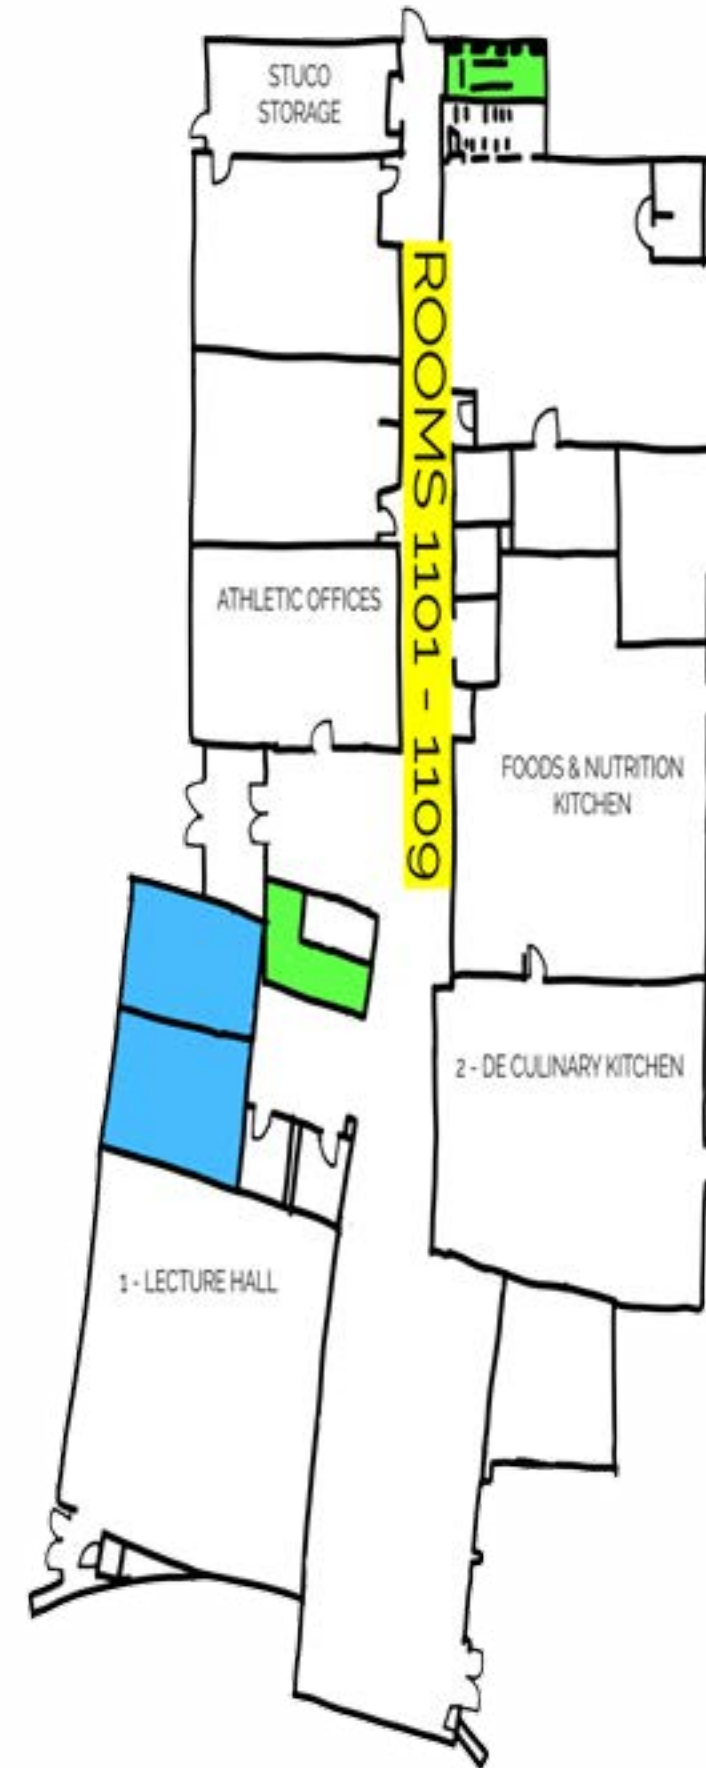 STUCO
STORAGE
ROOMS 1101 - 1109
ATHLETIC OFFICES
FOODS & NUTRITION
KITCHEN
2 - DE CULINARY KITCHEN
1 - LECTURE HALL